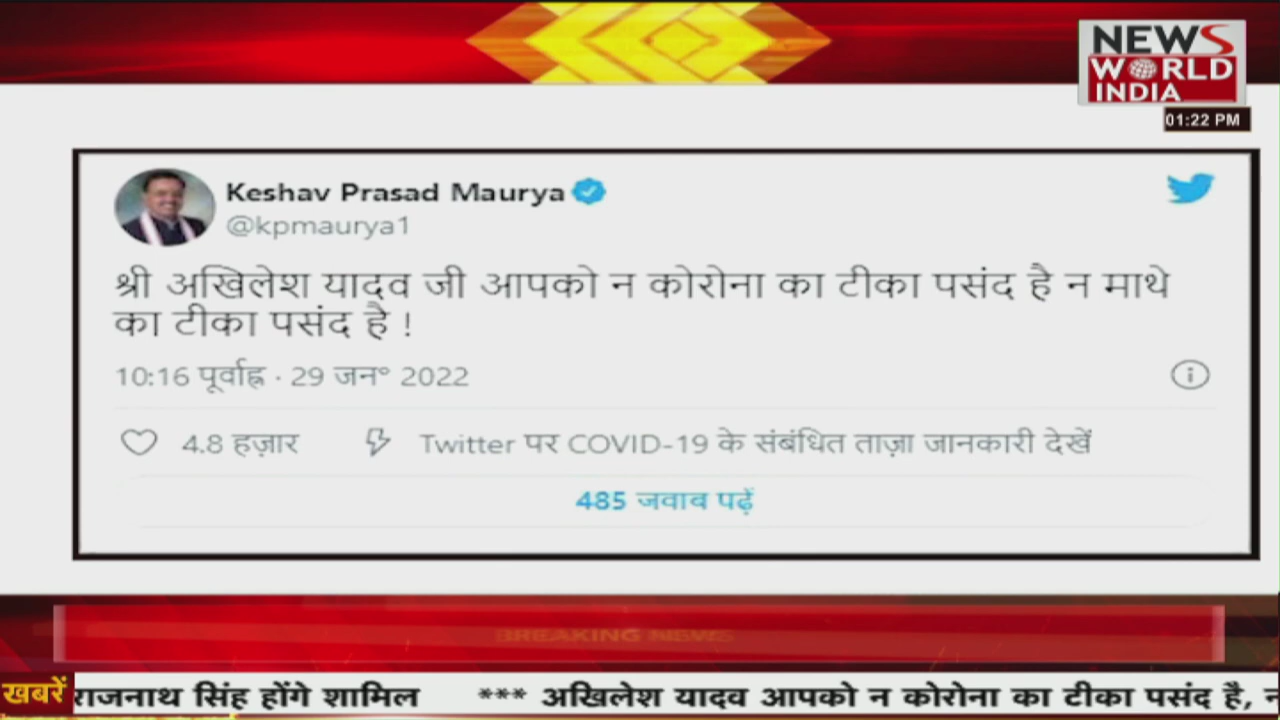 NEWS
WORLD
INDIA
01:22 PM
Keshav Prasad Maurya
@kpmaurya1
श्री अखिलेश यादव जी आपको न कोरोना का टीका पसंद है न माथे
का टीका पसंद है !
10:16 पूर्वाह्न · 29 जन॰ 2022
4.8 हज़ार
Twitter पर COVID-19 के संबंधित ताज़ा जानकारी देखें
485 जवाब पढ़ें
BREAKING NEWS
खबरें राजनाथ सिंह होंगे शामिल *** अखिलेश यादव आपको न कोरोना का टीका पसंद है,